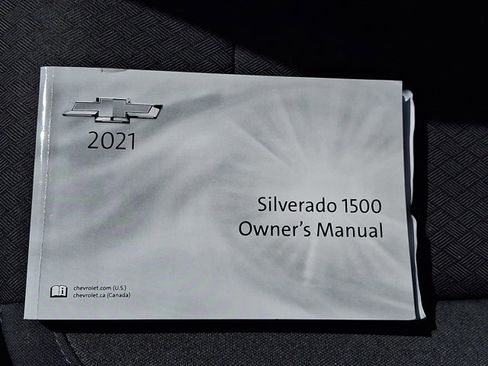 2021
Silverado 1500
Owner's Manual
chevrolet.com (U.S.)
chevrolet.ca (Canada)